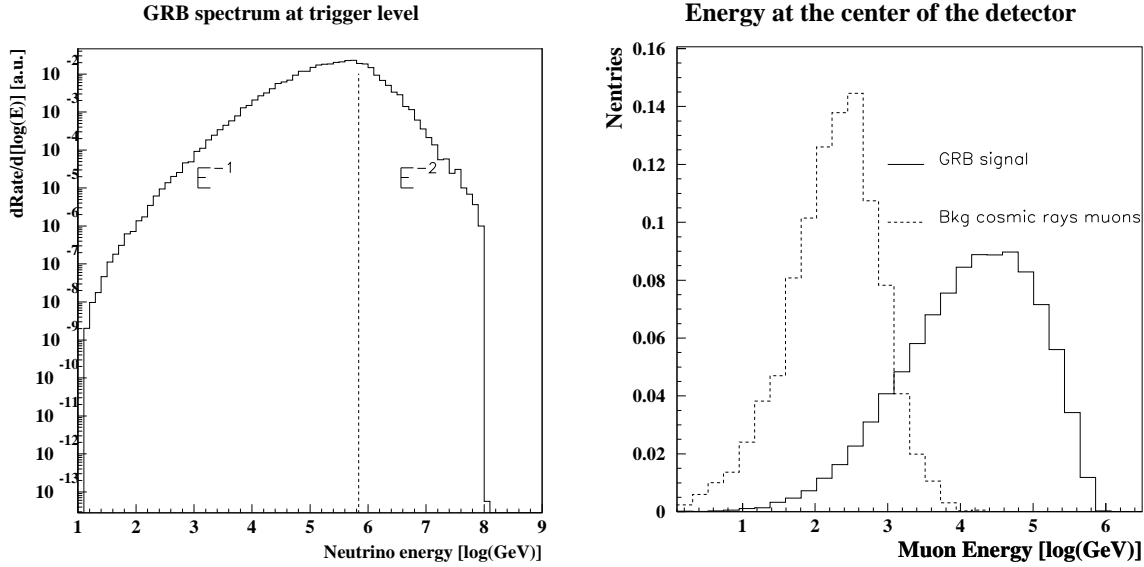 GRB spectrum at trigger level
dRate/d[log(E)] [a.u.]
10 -2
10 -3
10 -4
10 -5
10 -6
10 -7
10 -8
10 -9
10 -10
10 -11
10 -12
10 -13
E-1
E-2
1 2 3 4 5 6 7 8 9
Neutrino energy [log(GeV)]
Energy at the center of the detector
Nentries
0.16
0.14
0.12
0.1
0.08
0.06
0.04
0.02
0
GRB signal
Bkg cosmic rays muons
1 2 3 4 5 6
Muon Energy [log(GeV)]